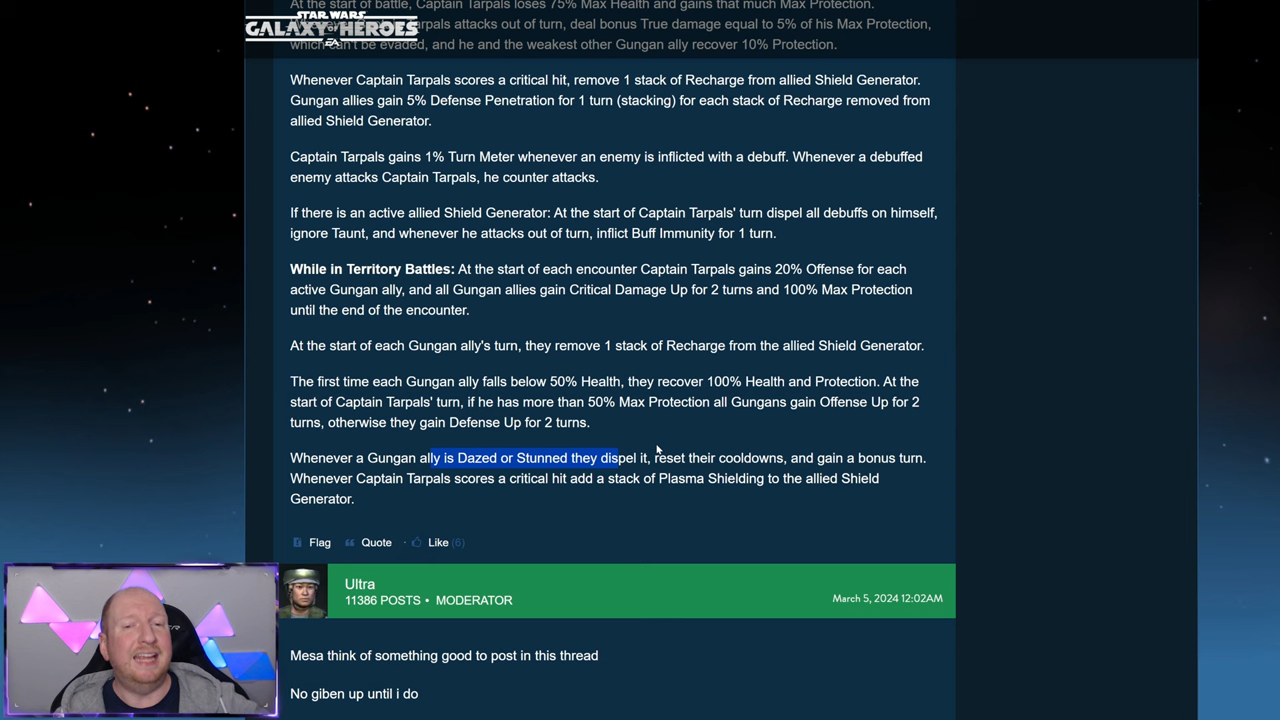 At the start of battle, Captain Tarpals loses 75% Max Health and gains that much Max Protection.
STAR WARS
GALAXY OF HEROES
EA
Tarpals attacks out of turn, deal bonus True damage equal to 5% of his Max Protection,
which can't be evaded, and he and the weakest other Gungan ally recover 10% Protection.
Whenever Captain Tarpals scores a critical hit, remove 1 stack of Recharge from allied Shield Generator.
Gungan allies gain 5% Defense Penetration for 1 turn (stacking) for each stack of Recharge removed from
allied Shield Generator.
Captain Tarpals gains 1% Turn Meter whenever an enemy is inflicted with a debuff. Whenever a debuffed
enemy attacks Captain Tarpals, he counter attacks.
If there is an active allied Shield Generator: At the start of Captain Tarpals' turn dispel all debuffs on himself,
ignore Taunt, and whenever he attacks out of turn, inflict Buff Immunity for 1 turn.
While in Territory Battles: At the start of each encounter Captain Tarpals gains 20% Offense for each
active Gungan ally, and all Gungan allies gain Critical Damage Up for 2 turns and 100% Max Protection
until the end of the encounter.
At the start of each Gungan ally's turn, they remove 1 stack of Recharge from the allied Shield Generator.
The first time each Gungan ally falls below 50% Health, they recover 100% Health and Protection. At the
start of Captain Tarpals' turn, if he has more than 50% Max Protection all Gungans gain Offense Up for 2
turns, otherwise they gain Defense Up for 2 turns.
Whenever a Gungan ally is Dazed or Stunned they dispel it, reset their cooldowns, and gain a bonus turn.
Whenever Captain Tarpals scores a critical hit add a stack of Plasma Shielding to the allied Shield
Generator.
Flag Quote · Like (6)
Ultra
11386 POSTS • MODERATOR
March 5, 2024 12:02AM
Mesa think of something good to post in this thread
No giben up until i do